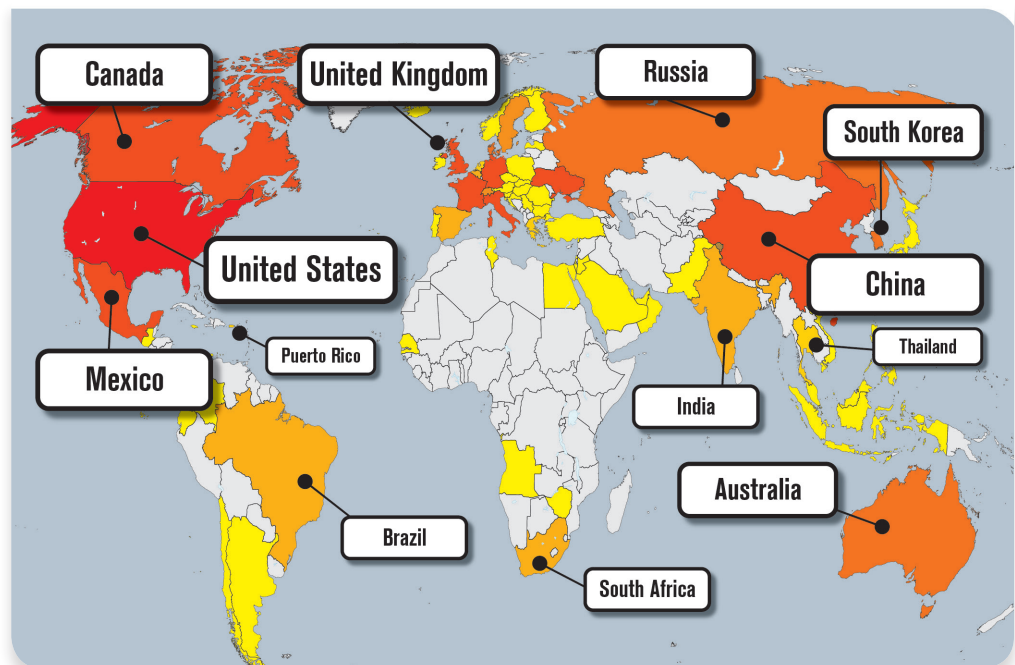 Canada
United Kingdom
Russia
South Korea
United States
China
Puerto Rico
Thailand
Mexico
India
Australia
Brazil
South Africa